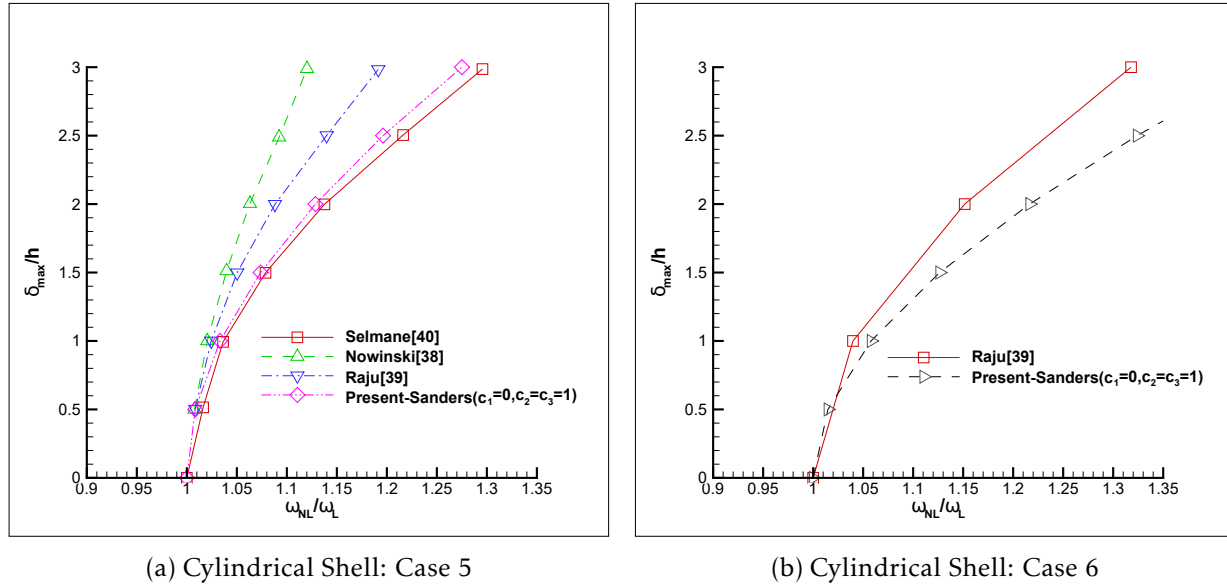 3
2.5
2
1.5
1
0.5
0
δmax/h
0.9
0.95
1
1.05
1.1
1.15
1.2
1.25
1.3
1.35
ωNL/ωL
Selmane[40]
Nowinski[38]
Raju[39]
Present-Sanders(c1=0,c2=c3=1)
(a) Cylindrical Shell: Case 5
3
2.5
2
1.5
1
0.5
0
δmax/h
0.9
0.95
1
1.05
1.1
1.15
1.2
1.25
1.3
1.35
ωNL/ωL
Raju[39]
Present-Sanders(c1=0,c2=c3=1)
(b) Cylindrical Shell: Case 6